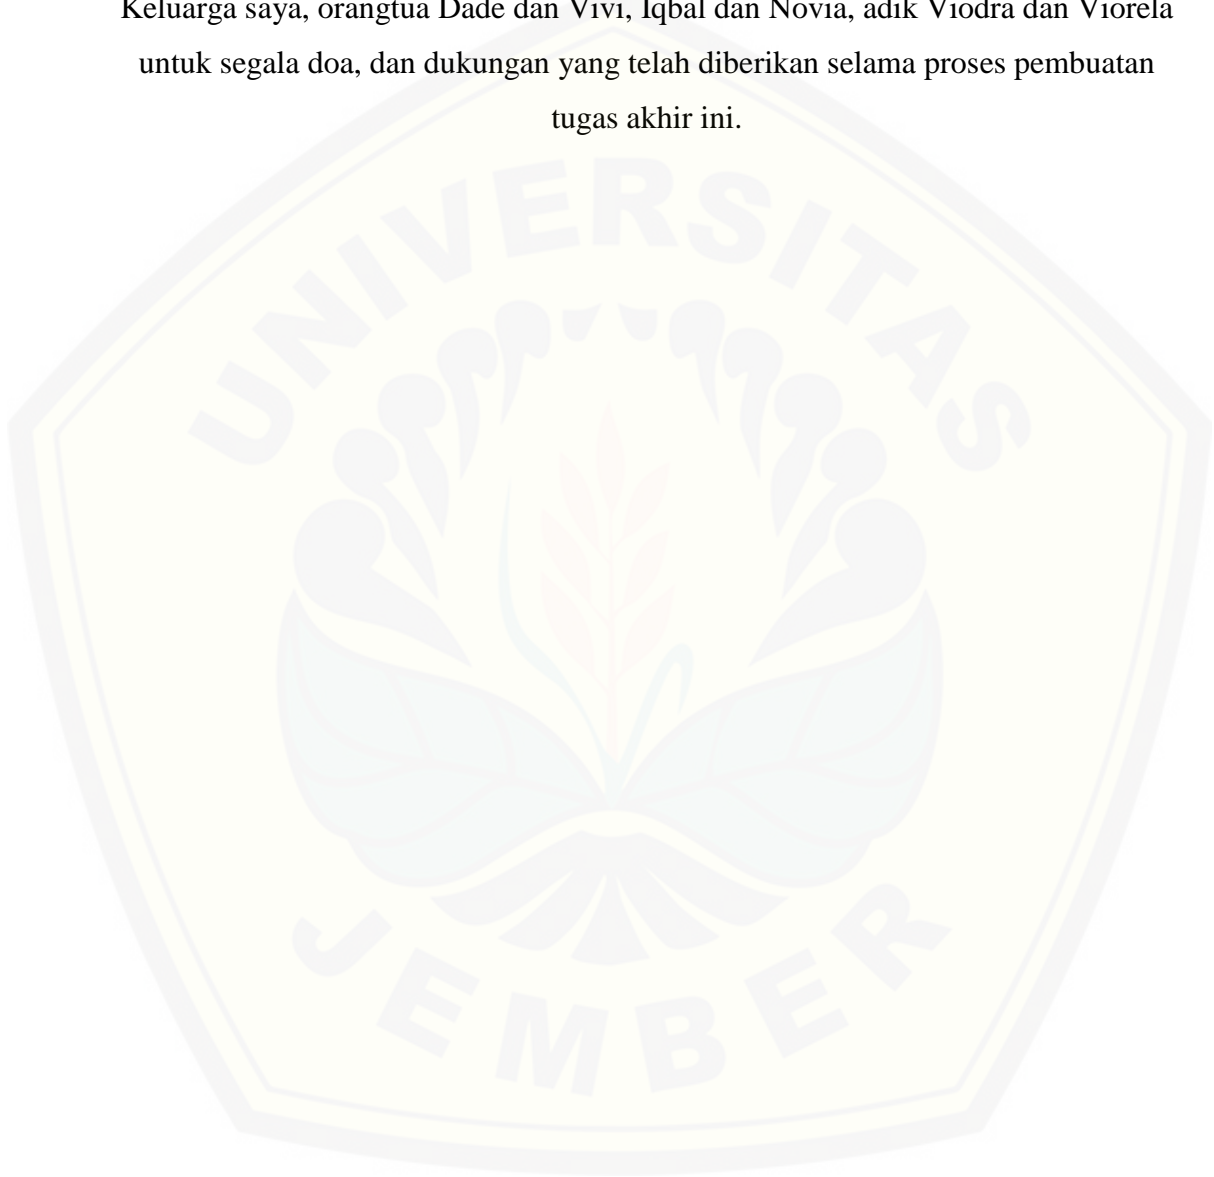 Keluarga saya, orangtua Dade dan Vivi, Iqbal dan Novia, adik Viodra dan Viorela
untuk segala doa, dan dukungan yang telah diberikan selama proses pembuatan
tugas akhir ini.
UNIVERSITAS
JEMBER